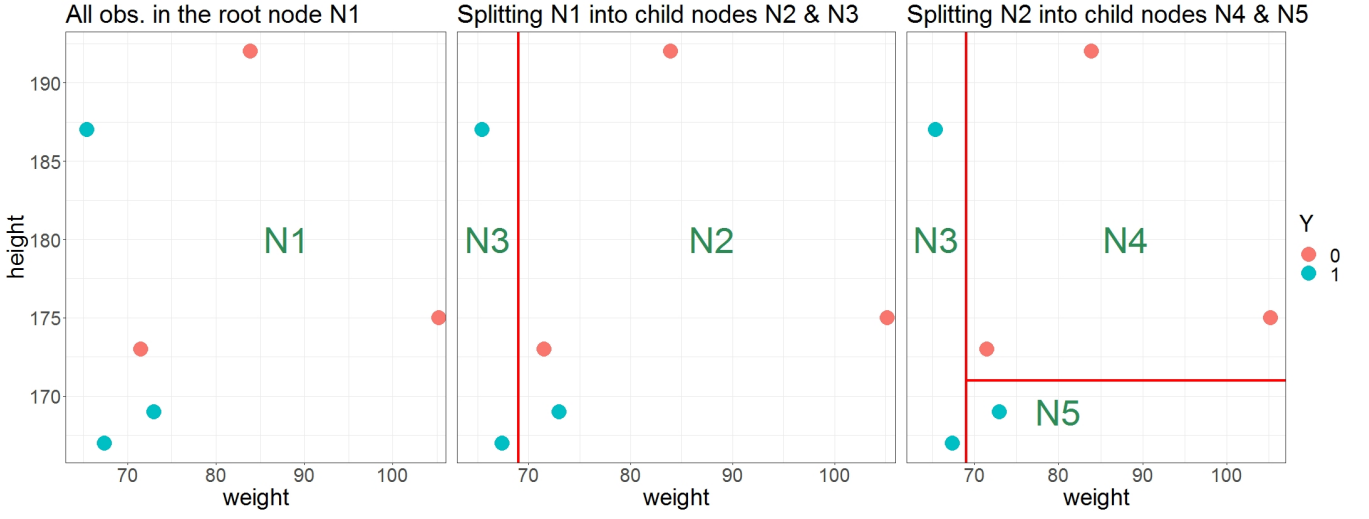 All obs. in the root node N1
Splitting N1 into child nodes N2 & N3
Splitting N2 into child nodes N4 & N5
height
190
185
180
175
170
N1
70 80 90 100
weight
N3
N2
70 80 90 100
weight
N3
N4
N5
70 80 90 100
weight
Y
0
1